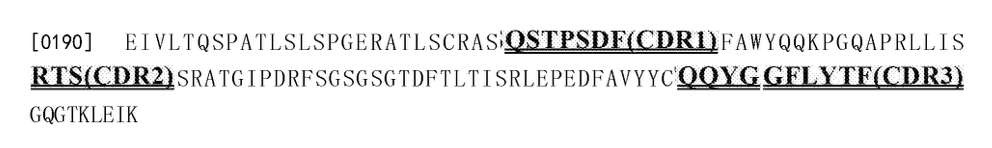 [0190] EIVLTQSPATLSLSPGERATLSCRASQSTPSDF(CDR1)FAWYQQKPGQAPRLLIS
RTS(CDR2)SRATGIPDRFSGSGSGTDFTLTISRLEPEDFAVYYCQQYGGFLYTF(CDR3)
GQGTKLEIK